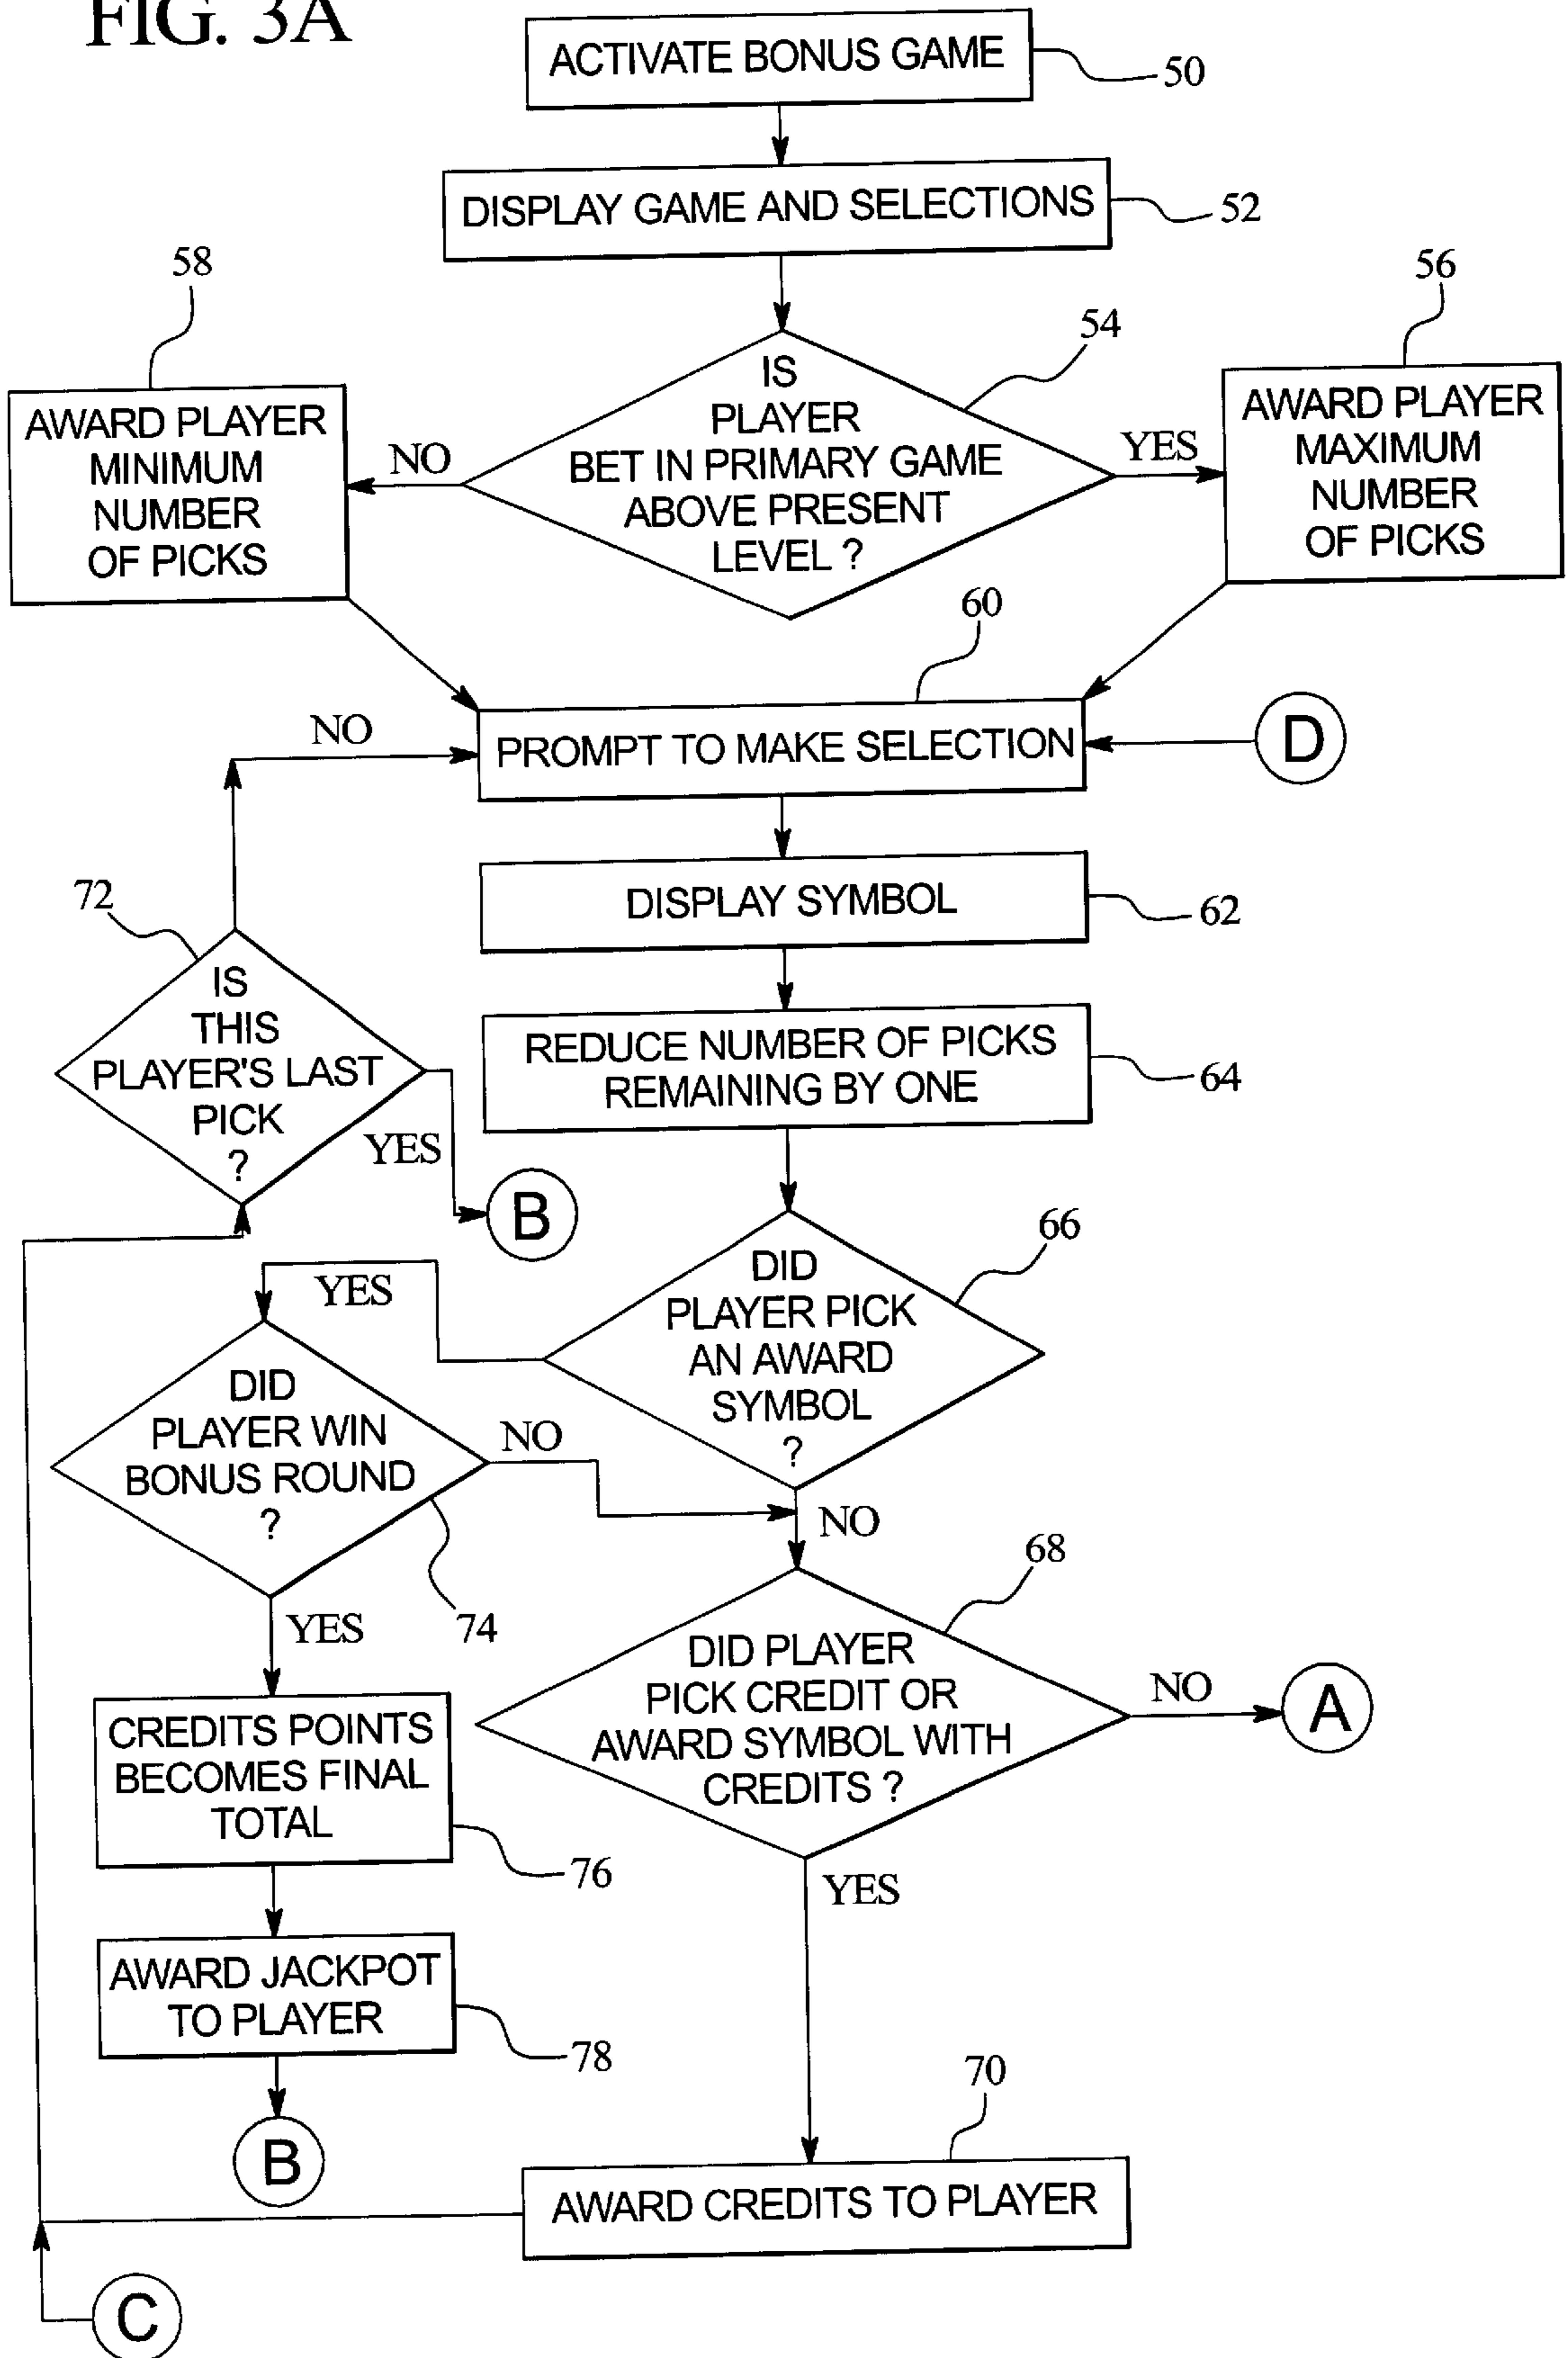 FIG. 3A
ACTIVATE BONUS GAME
50
DISPLAY GAME AND SELECTIONS
52
58
56
54
IS
PLAYER
BET IN PRIMARY GAME
ABOVE PRESENT
LEVEL ?
NO
YES
AWARD PLAYER
MINIMUM
NUMBER
OF PICKS
AWARD PLAYER
MAXIMUM
NUMBER
OF PICKS
60
NO
PROMPT TO MAKE SELECTION
D
DISPLAY SYMBOL
62
72
IS
THIS
PLAYER'S LAST
PICK
?
YES
B
REDUCE NUMBER OF PICKS
REMAINING BY ONE
64
66
DID
PLAYER PICK
AN AWARD
SYMBOL
?
YES
DID
PLAYER WIN
BONUS ROUND
?
NO
NO
74
YES
68
DID PLAYER
PICK CREDIT OR
AWARD SYMBOL WITH
CREDITS ?
NO
A
CREDITS POINTS
BECOMES FINAL
TOTAL
76
YES
AWARD JACKPOT
TO PLAYER
78
B
70
AWARD CREDITS TO PLAYER
C